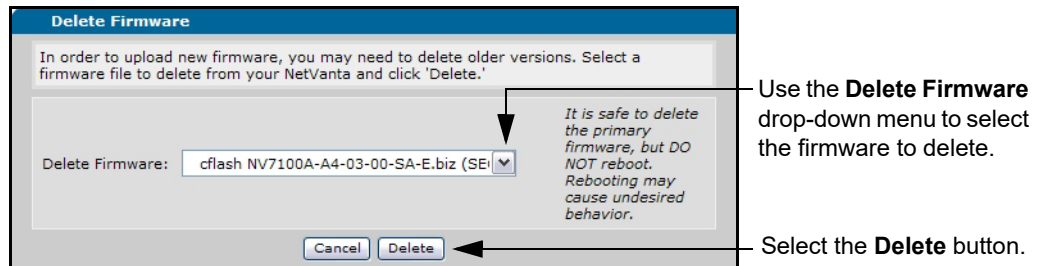 Delete Firmware
In order to upload new firmware, you may need to delete older versions. Select a
firmware file to delete from your NetVanta and click 'Delete.'
Delete Firmware:
cflash NV7100A-A4-03-00-SA-E.biz (SE
It is safe to delete
the primary
firmware, but DO
NOT reboot.
Rebooting may
cause undesired
behavior.
Cancel Delete
Use the Delete Firmware
drop-down menu to select
the firmware to delete.
Select the Delete button.